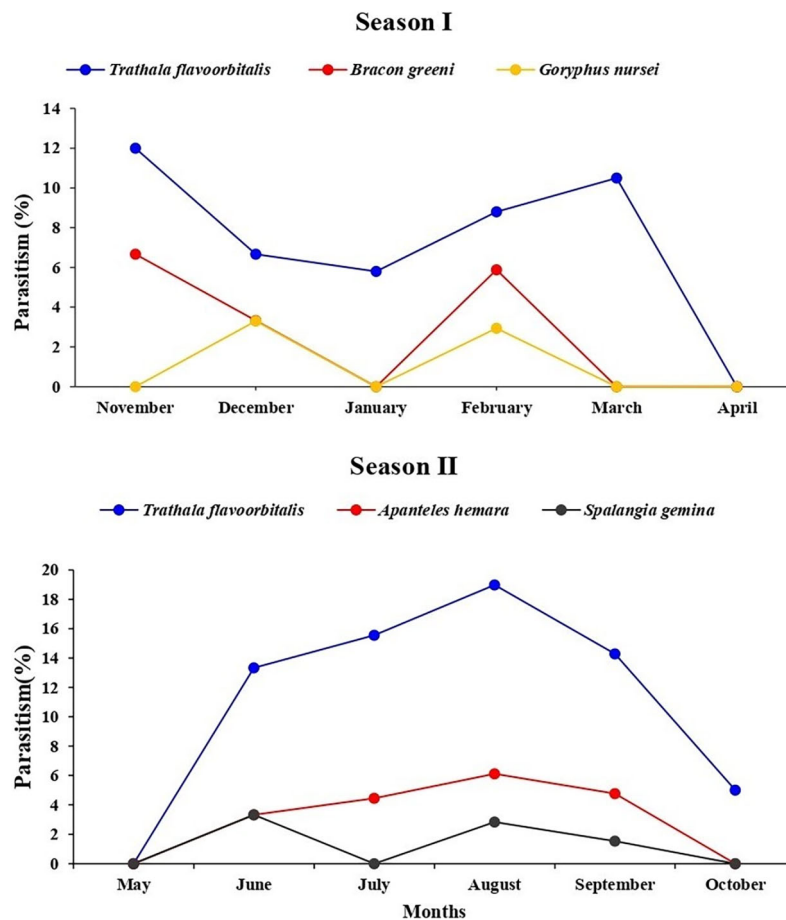 Season I
Trathala flavoorbitalis Bracon greeni Goryphus nursei
14
12
10
8
6
4
2
0
Parasitism (%)
November December January February March April
Season II
Trathala flavoorbitalis Apanteles hemara Spalangia gemina
20
18
16
14
12
10
8
6
4
2
0
Parasitism(%)
May June July August September October
Months